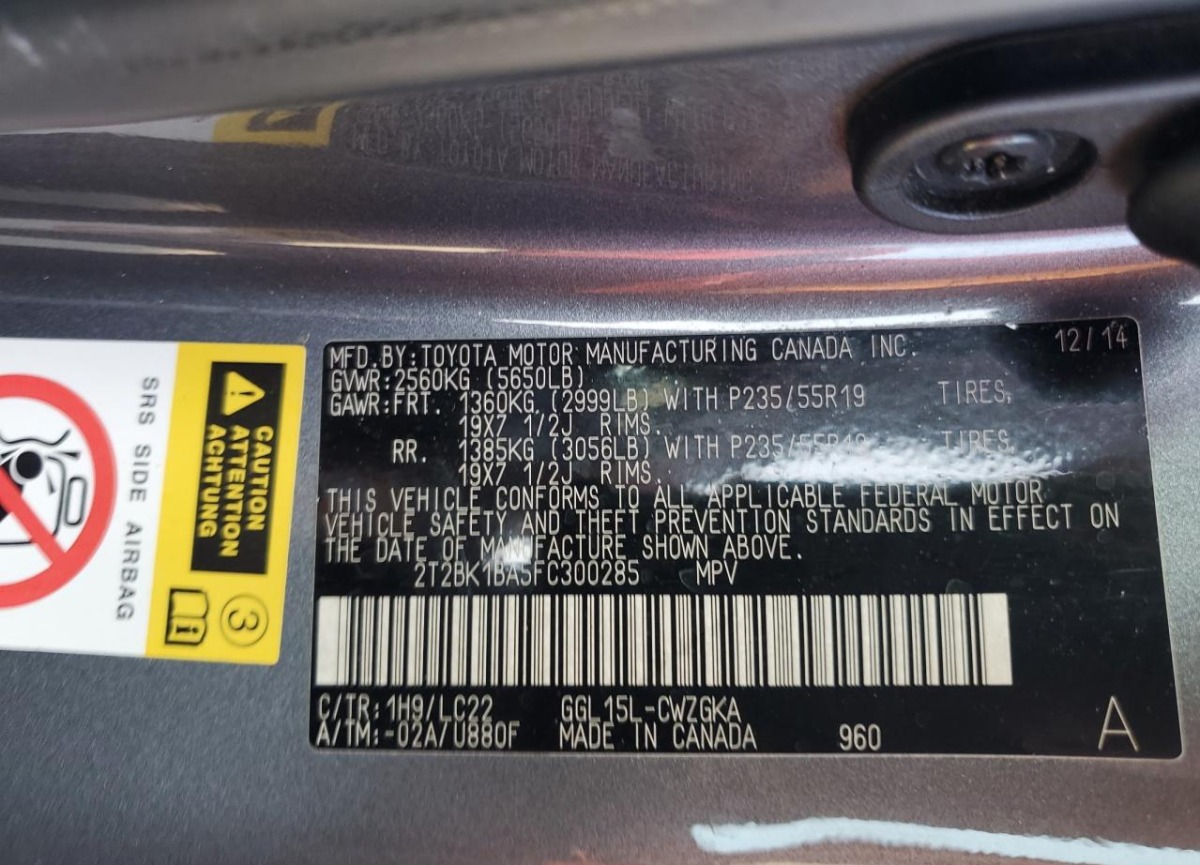 MFD.BY:TOYOTA MOTOR MANUFACTURING CANADA INC. 12/14
GVWR:2560KG (5650LB)
GAWR:FRT. 1360KG (2999LB) WITH P235/55R19 TIRES,
19X7 1/2J RIMS.
RR. 1385KG (3056LB) WITH P235/55R19 TIRES,
19X7 1/2J RIMS.
THIS VEHICLE CONFORMS TO ALL APPLICABLE FEDERAL MOTOR
VEHICLE SAFETY AND THEFT PREVENTION STANDARDS IN EFFECT ON
THE DATE OF MANUFACTURE SHOWN ABOVE.
2T2BK1BA5FC300285 MPV
C/TR:1H9/LC22 GGL15L-CWZGKA
A/TM:-02A/U880F MADE IN CANADA 960 A
CAUTION
ATTENTION
ACHTUNG
3
SRS SIDE AIRBAG